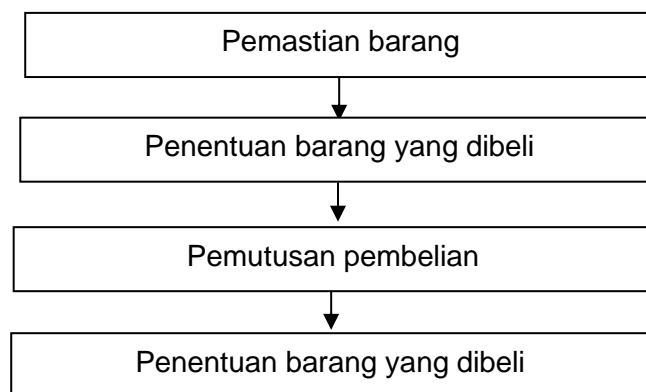 Pemastian barang
Penentuan barang yang dibeli
Pemutusan pembelian
Penentuan barang yang dibeli